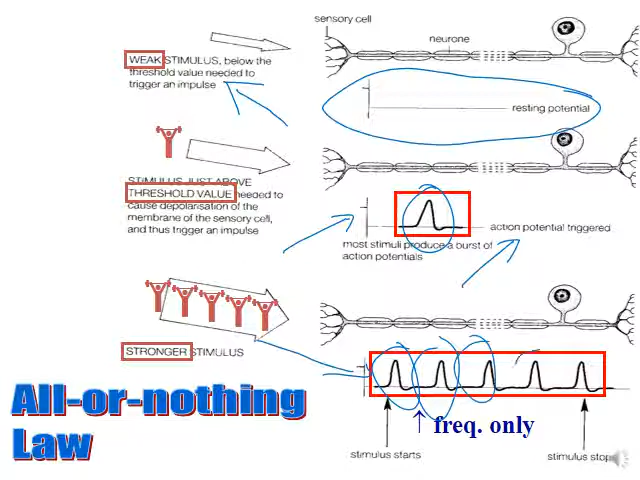 sensory cell
neurone
WEAK STIMULUS, below the
threshold value needed to
trigger an impulse
resting potential
STIMULUS JUST ABOVE
THRESHOLD VALUE needed to
cause depolarisation of the
membrane of the sensory cell,
and thus trigger an impulse
action potential triggered
most stimuli produce a burst of
action potentials
STRONGER STIMULUS
All-or-nothing
Law
↑ freq. only
stimulus starts
stimulus stop